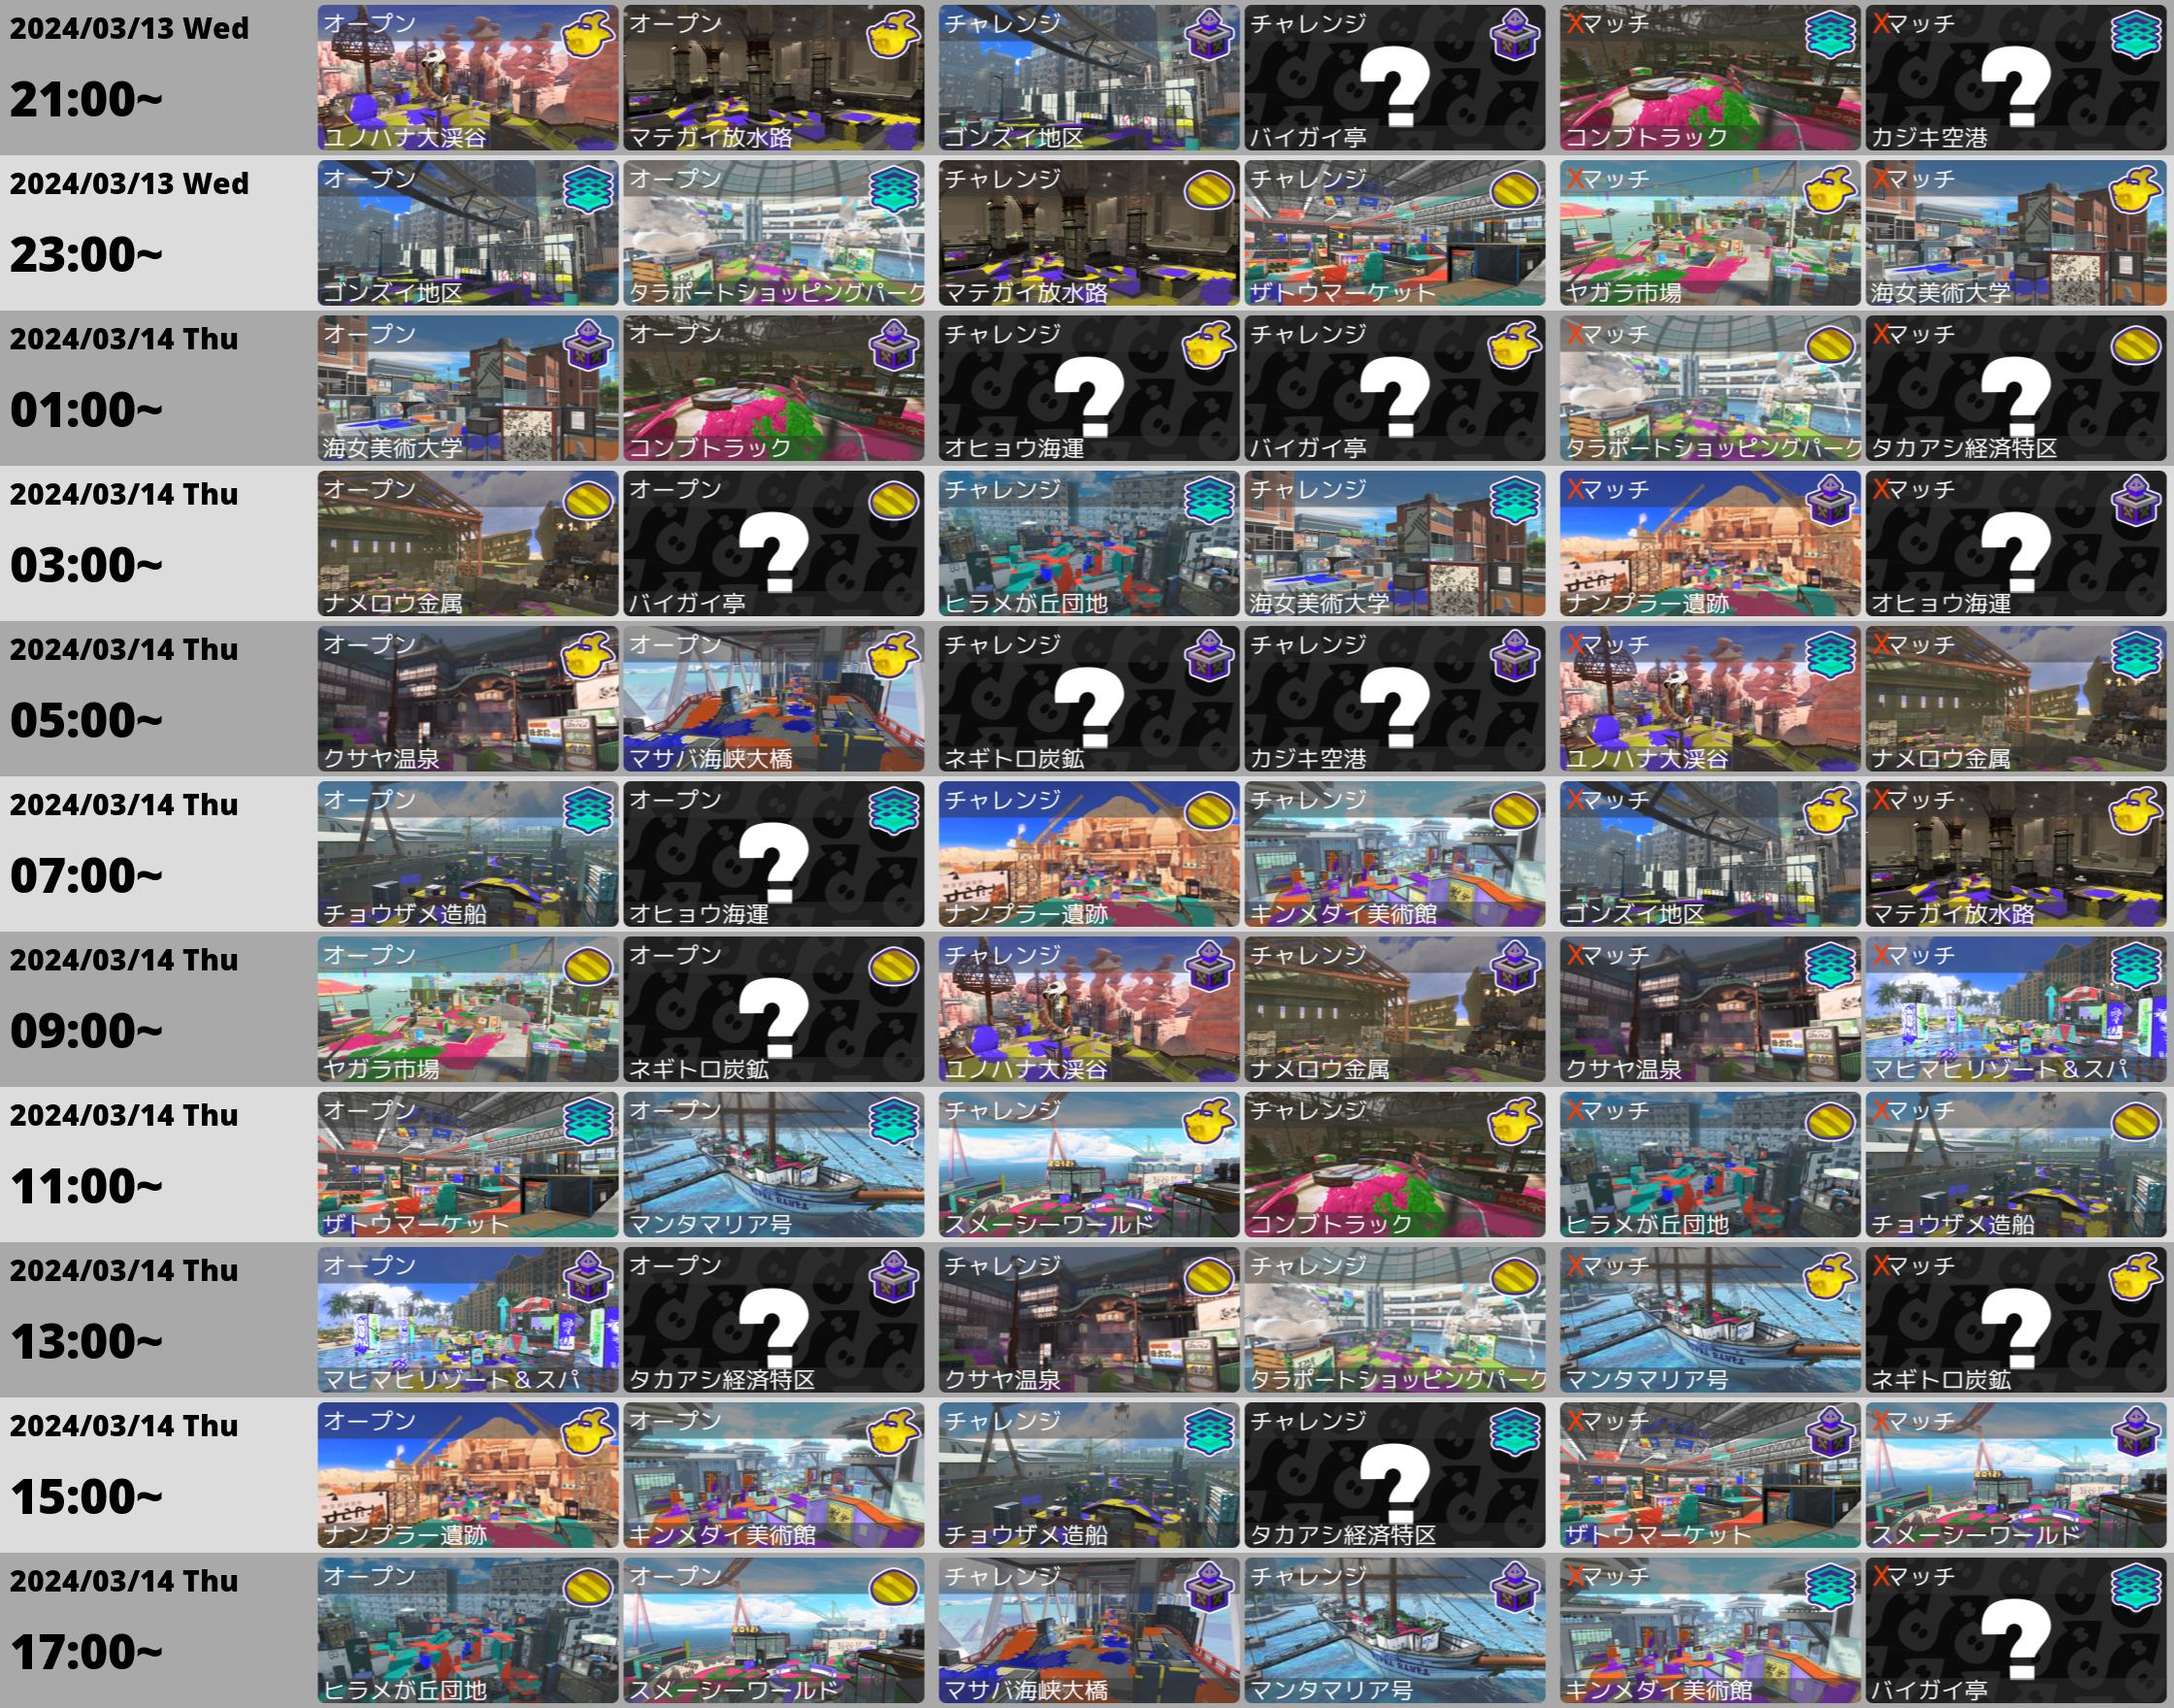 2024/03/13 Wed
21:00~
オープン オープン チャレンジ チャレンジ Xマッチ Xマッチ
ユノハナ大渓谷 マテガイ放水路 ゴンズイ地区 バイガイ亭 コンブトラック カジキ空港
2024/03/13 Wed
23:00~
オープン オープン チャレンジ チャレンジ Xマッチ Xマッチ
ゴンズイ地区 タラポートショッピングパーク マテガイ放水路 ザトウマーケット ヤガラ市場 海女美術大学
2024/03/14 Thu
01:00~
オープン オープン チャレンジ チャレンジ Xマッチ Xマッチ
海女美術大学 コンブトラック オヒョウ海運 バイガイ亭 タラポートショッピングパーク タカアシ経済特区
2024/03/14 Thu
03:00~
オープン オープン チャレンジ チャレンジ Xマッチ Xマッチ
ナメロウ金属 バイガイ亭 ヒラメが丘団地 海女美術大学 ナンプラー遺跡 オヒョウ海運
2024/03/14 Thu
05:00~
オープン オープン チャレンジ チャレンジ Xマッチ Xマッチ
クサヤ温泉 マサバ海峡大橋 ネギトロ炭鉱 カジキ空港 ユノハナ大渓谷 ナメロウ金属
2024/03/14 Thu
07:00~
オープン オープン チャレンジ チャレンジ Xマッチ Xマッチ
チョウザメ造船 オヒョウ海運 ナンプラー遺跡 キンメダイ美術館 ゴンズイ地区 マテガイ放水路
2024/03/14 Thu
09:00~
オープン オープン チャレンジ チャレンジ Xマッチ Xマッチ
ヤガラ市場 ネギトロ炭鉱 ユノハナ大渓谷 ナメロウ金属 クサヤ温泉 マヒマヒリゾート&スパ
2024/03/14 Thu
11:00~
オープン オープン チャレンジ チャレンジ Xマッチ Xマッチ
ザトウマーケット マンタマリア号 スメーシーワールド コンブトラック ヒラメが丘団地 チョウザメ造船
2024/03/14 Thu
13:00~
オープン オープン チャレンジ チャレンジ Xマッチ Xマッチ
マヒマヒリゾート&スパ タカアシ経済特区 クサヤ温泉 タラポートショッピングパーク マンタマリア号 ネギトロ炭鉱
2024/03/14 Thu
15:00~
オープン オープン チャレンジ チャレンジ Xマッチ Xマッチ
ナンプラー遺跡 キンメダイ美術館 チョウザメ造船 タカアシ経済特区 ザトウマーケット スメーシーワールド
2024/03/14 Thu
17:00~
オープン オープン チャレンジ チャレンジ Xマッチ Xマッチ
ヒラメが丘団地 スメーシーワールド マサバ海峡大橋 マンタマリア号 キンメダイ美術館 バイガイ亭